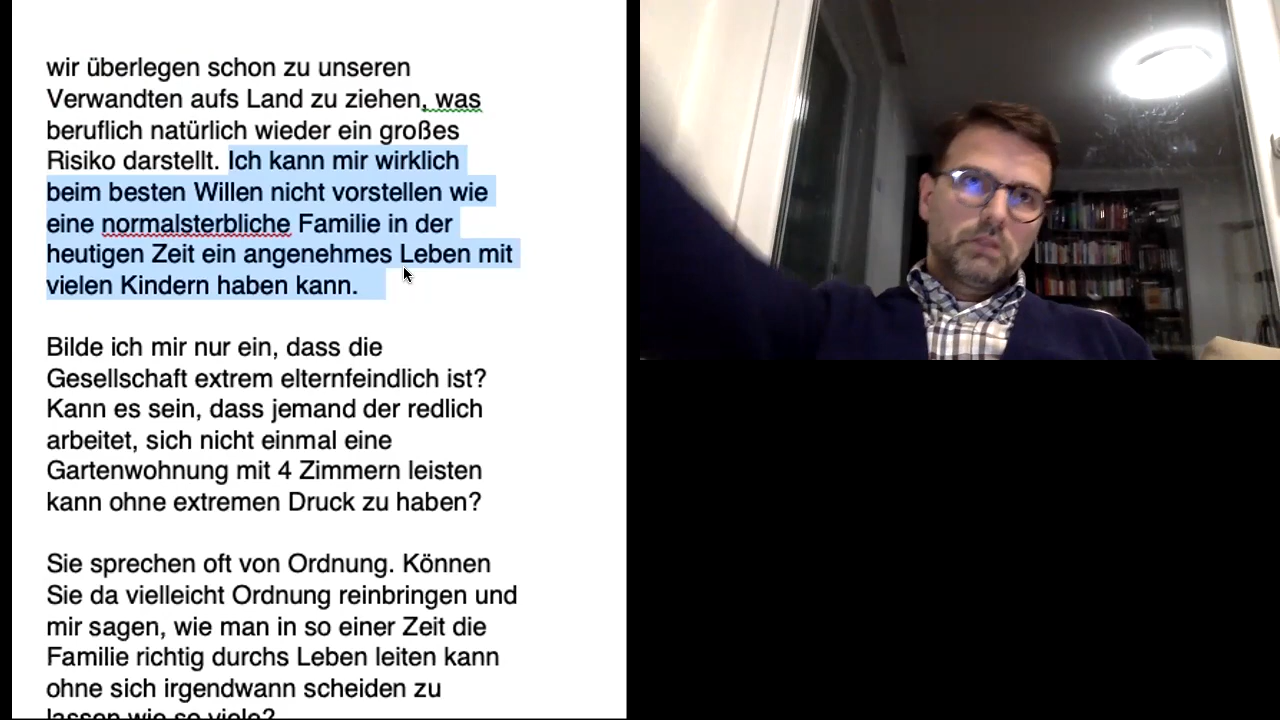 wir überlegen schon zu unseren
Verwandten aufs Land zu ziehen, was
beruflich natürlich wieder ein großes
Risiko darstellt. Ich kann mir wirklich
beim besten Willen nicht vorstellen wie
eine normalsterbliche Familie in der
heutigen Zeit ein angenehmes Leben mit
vielen Kindern haben kann.
Bilde ich mir nur ein, dass die
Gesellschaft extrem elternfeindlich ist?
Kann es sein, dass jemand der redlich
arbeitet, sich nicht einmal eine
Gartenwohnung mit 4 Zimmern leisten
kann ohne extremen Druck zu haben?
Sie sprechen oft von Ordnung. Können
Sie da vielleicht Ordnung reinbringen und
mir sagen, wie man in so einer Zeit die
Familie richtig durchs Leben leiten kann
ohne sich irgendwann scheiden zu
lassen wie so viele?